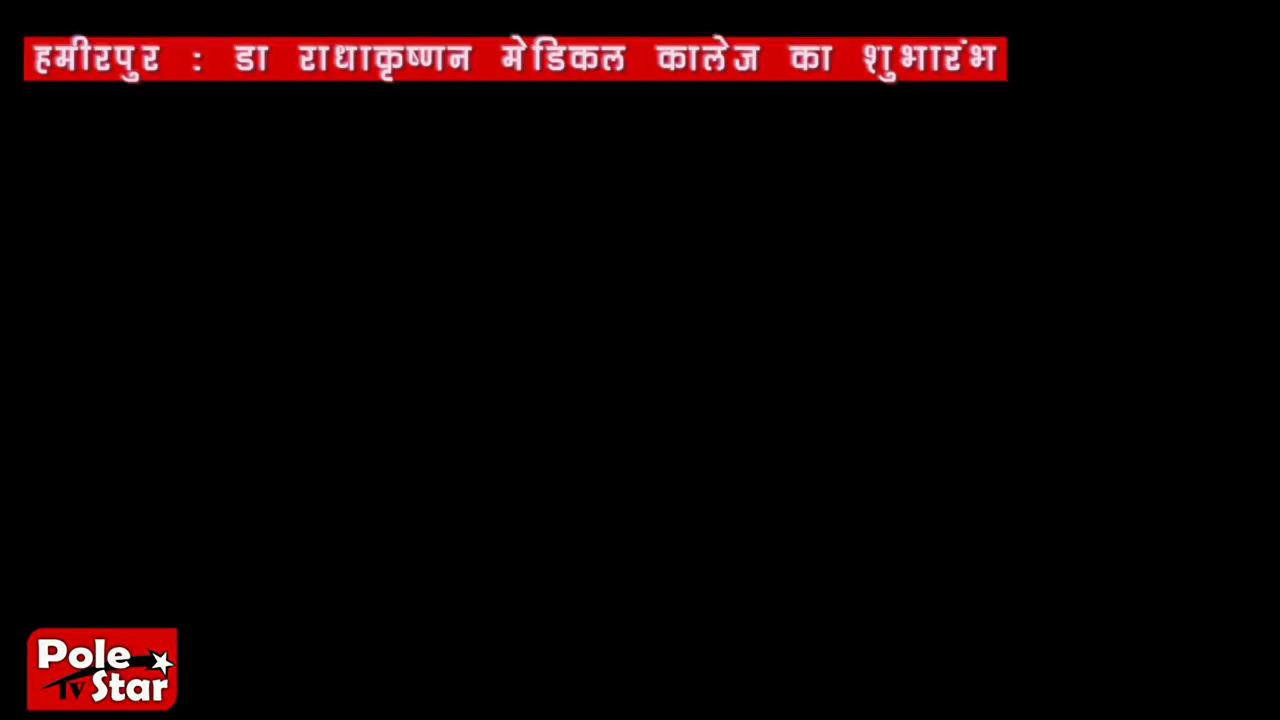 हमीरपुर : डा राधाकृष्णन मेडिकल कालेज का शुभारंभ
Pole
Tv Star